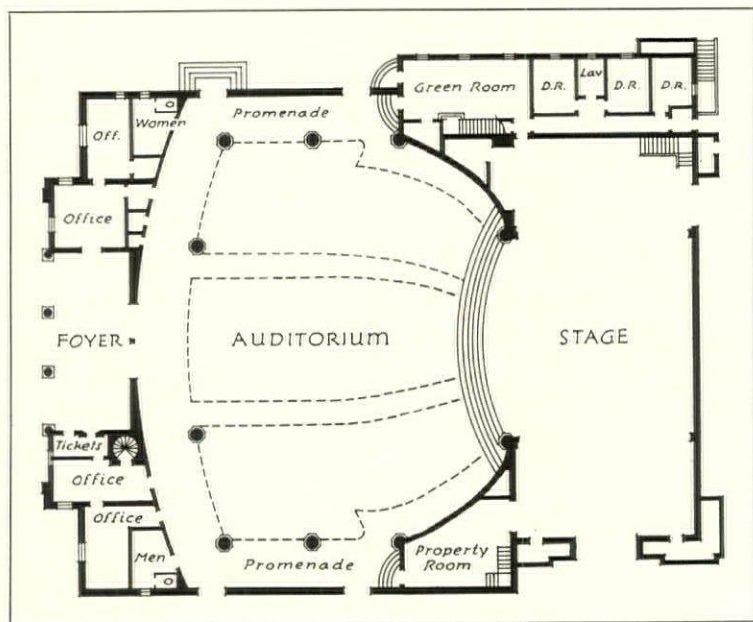 Green Room
D.R.
Lav
D.R.
D.R.
Promenade
Off.
Women
Office
FOYER
AUDITORIUM
STAGE
Tickets
Office
Office
Men
Promenade
Property
Room